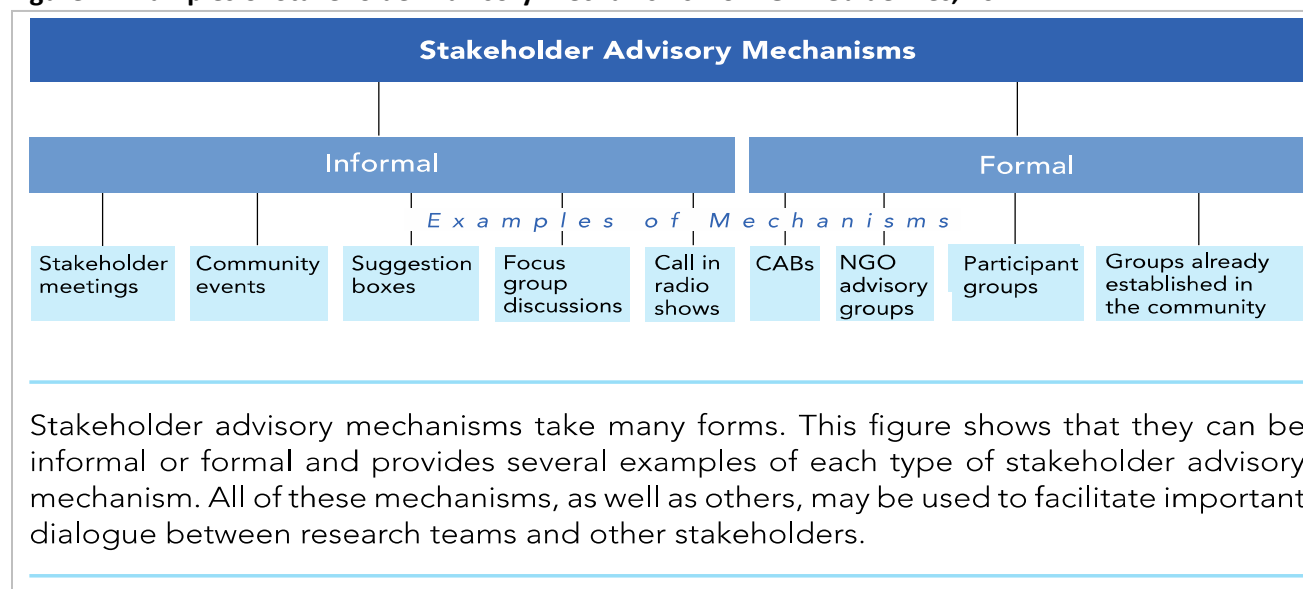 Stakeholder Advisory Mechanisms
Informal
Formal
Examples of Mechanisms
Stakeholder
meetings
Community
events
Suggestion
boxes
Focus
group
discussions
Call in
radio
shows
CABs
NGO
advisory
groups
Participant
groups
Groups already
established in
the community
Stakeholder advisory mechanisms take many forms. This figure shows that they can be
informal or formal and provides several examples of each type of stakeholder advisory
mechanism. All of these mechanisms, as well as others, may be used to facilitate important
dialogue between research teams and other stakeholders.